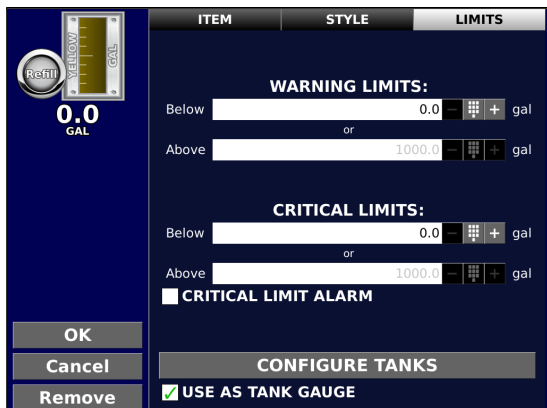 ITEM STYLE LIMITS
YELLOW
GAL
Refill
0.0
GAL
WARNING LIMITS:
Below 0.0 − + gal
or
Above 1000.0 − + gal
CRITICAL LIMITS:
Below 0.0 − + gal
or
Above 1000.0 − + gal
CRITICAL LIMIT ALARM
OK
Cancel
Remove
CONFIGURE TANKS
USE AS TANK GAUGE